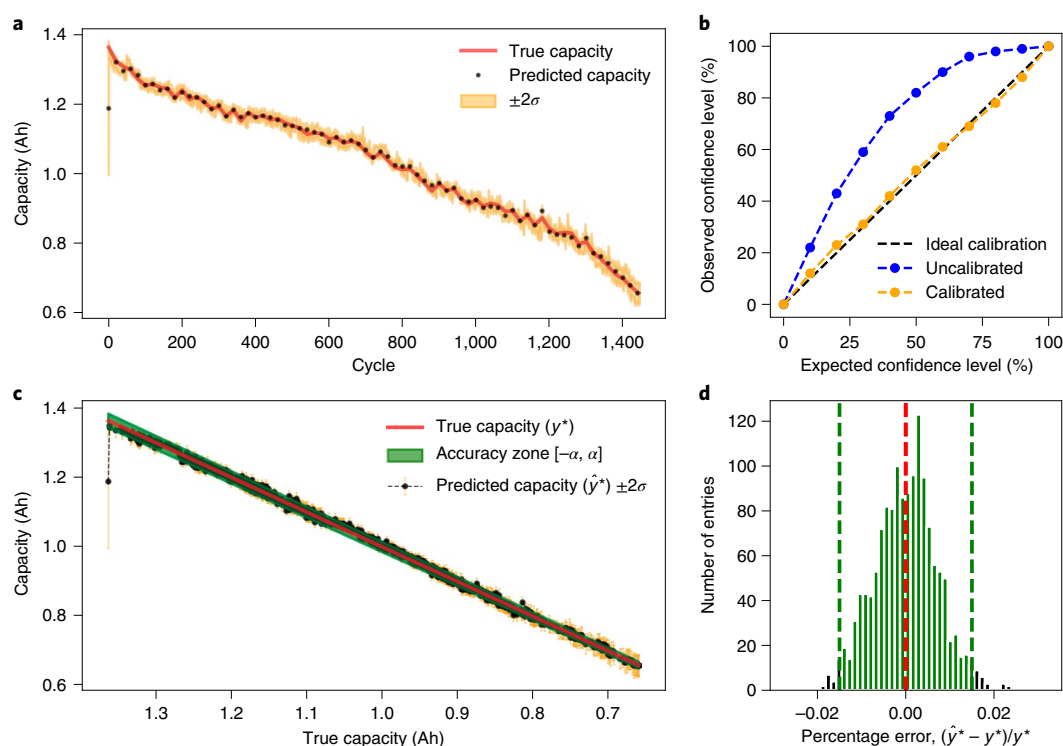 a
1.4
1.2
1.0
0.8
0.6
Capacity (Ah)
True capacity
Predicted capacity
±2σ
0
200
400
600
800
1,000
1,200
1,400
Cycle
b
100
80
60
40
20
0
Observed confidence level (%)
Ideal calibration
Uncalibrated
Calibrated
0
25
50
75
100
Expected confidence level (%)
c
1.4
1.2
1.0
0.8
0.6
Capacity (Ah)
True capacity (y*)
Accuracy zone [−α, α]
Predicted capacity (ŷ*) ±2σ
1.3
1.2
1.1
1.0
0.9
0.8
0.7
True capacity (Ah)
d
120
100
80
60
40
20
0
Number of entries
−0.02
0.00
0.02
Percentage error, (ŷ* − y*)/y*